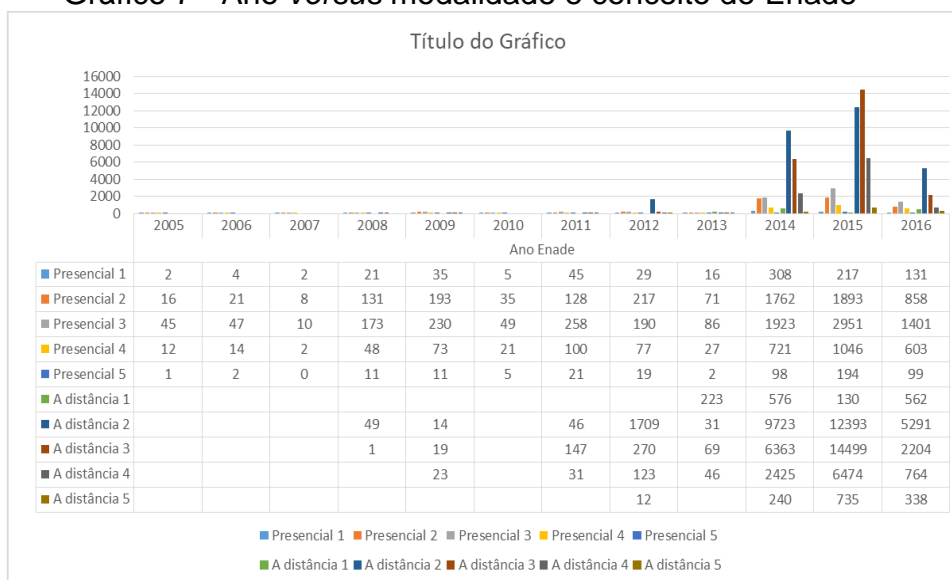 Gráfico 7 - Ano versus modalidade e conceito do Enade
Título do Gráfico
16000
14000
12000
10000
8000
6000
4000
2000
0
2005 2006 2007 2008 2009 2010 2011 2012 2013 2014 2015 2016
Ano Enade
Presencial 1 2 4 2 21 35 5 45 29 16 308 217 131
Presencial 2 16 21 8 131 193 35 128 217 71 1762 1893 858
Presencial 3 45 47 10 173 230 49 258 190 86 1923 2951 1401
Presencial 4 12 14 2 48 73 21 100 77 27 721 1046 603
Presencial 5 1 2 0 11 11 5 21 19 2 98 194 99
A distância 1 223 576 130 562
A distância 2 49 14 46 1709 31 9723 12393 5291
A distância 3 1 19 147 270 69 6363 14499 2204
A distância 4 23 31 123 46 2425 6474 764
A distância 5 12 240 735 338
Presencial 1 Presencial 2 Presencial 3 Presencial 4 Presencial 5
A distância 1 A distância 2 A distância 3 A distância 4 A distância 5